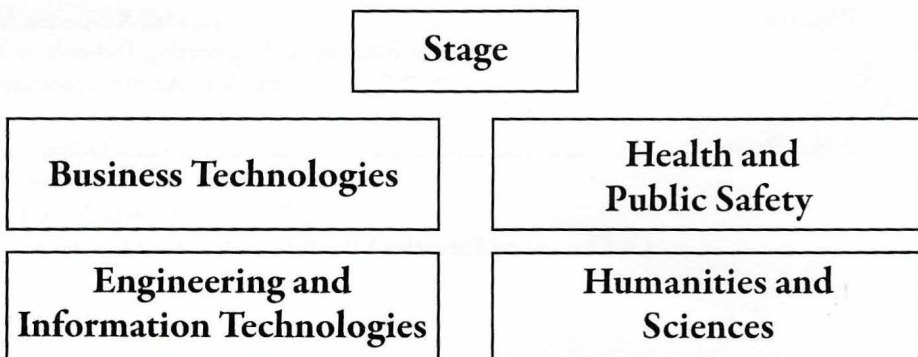 Stage
Business Technologies
Health and
Public Safety
Engineering and
Information Technologies
Humanities and
Sciences